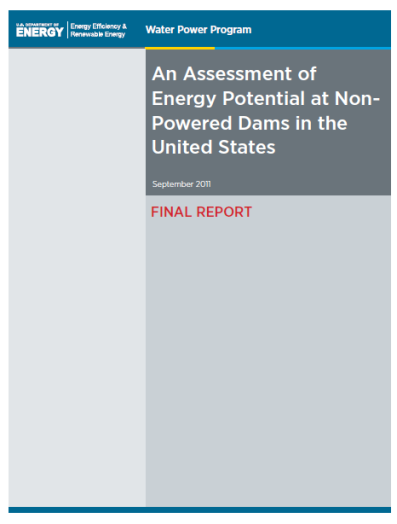 U.S. DEPARTMENT OF
ENERGY
Energy Efficiency &
Renewable Energy
Water Power Program
An Assessment of
Energy Potential at Non-
Powered Dams in the
United States
September 2011
FINAL REPORT